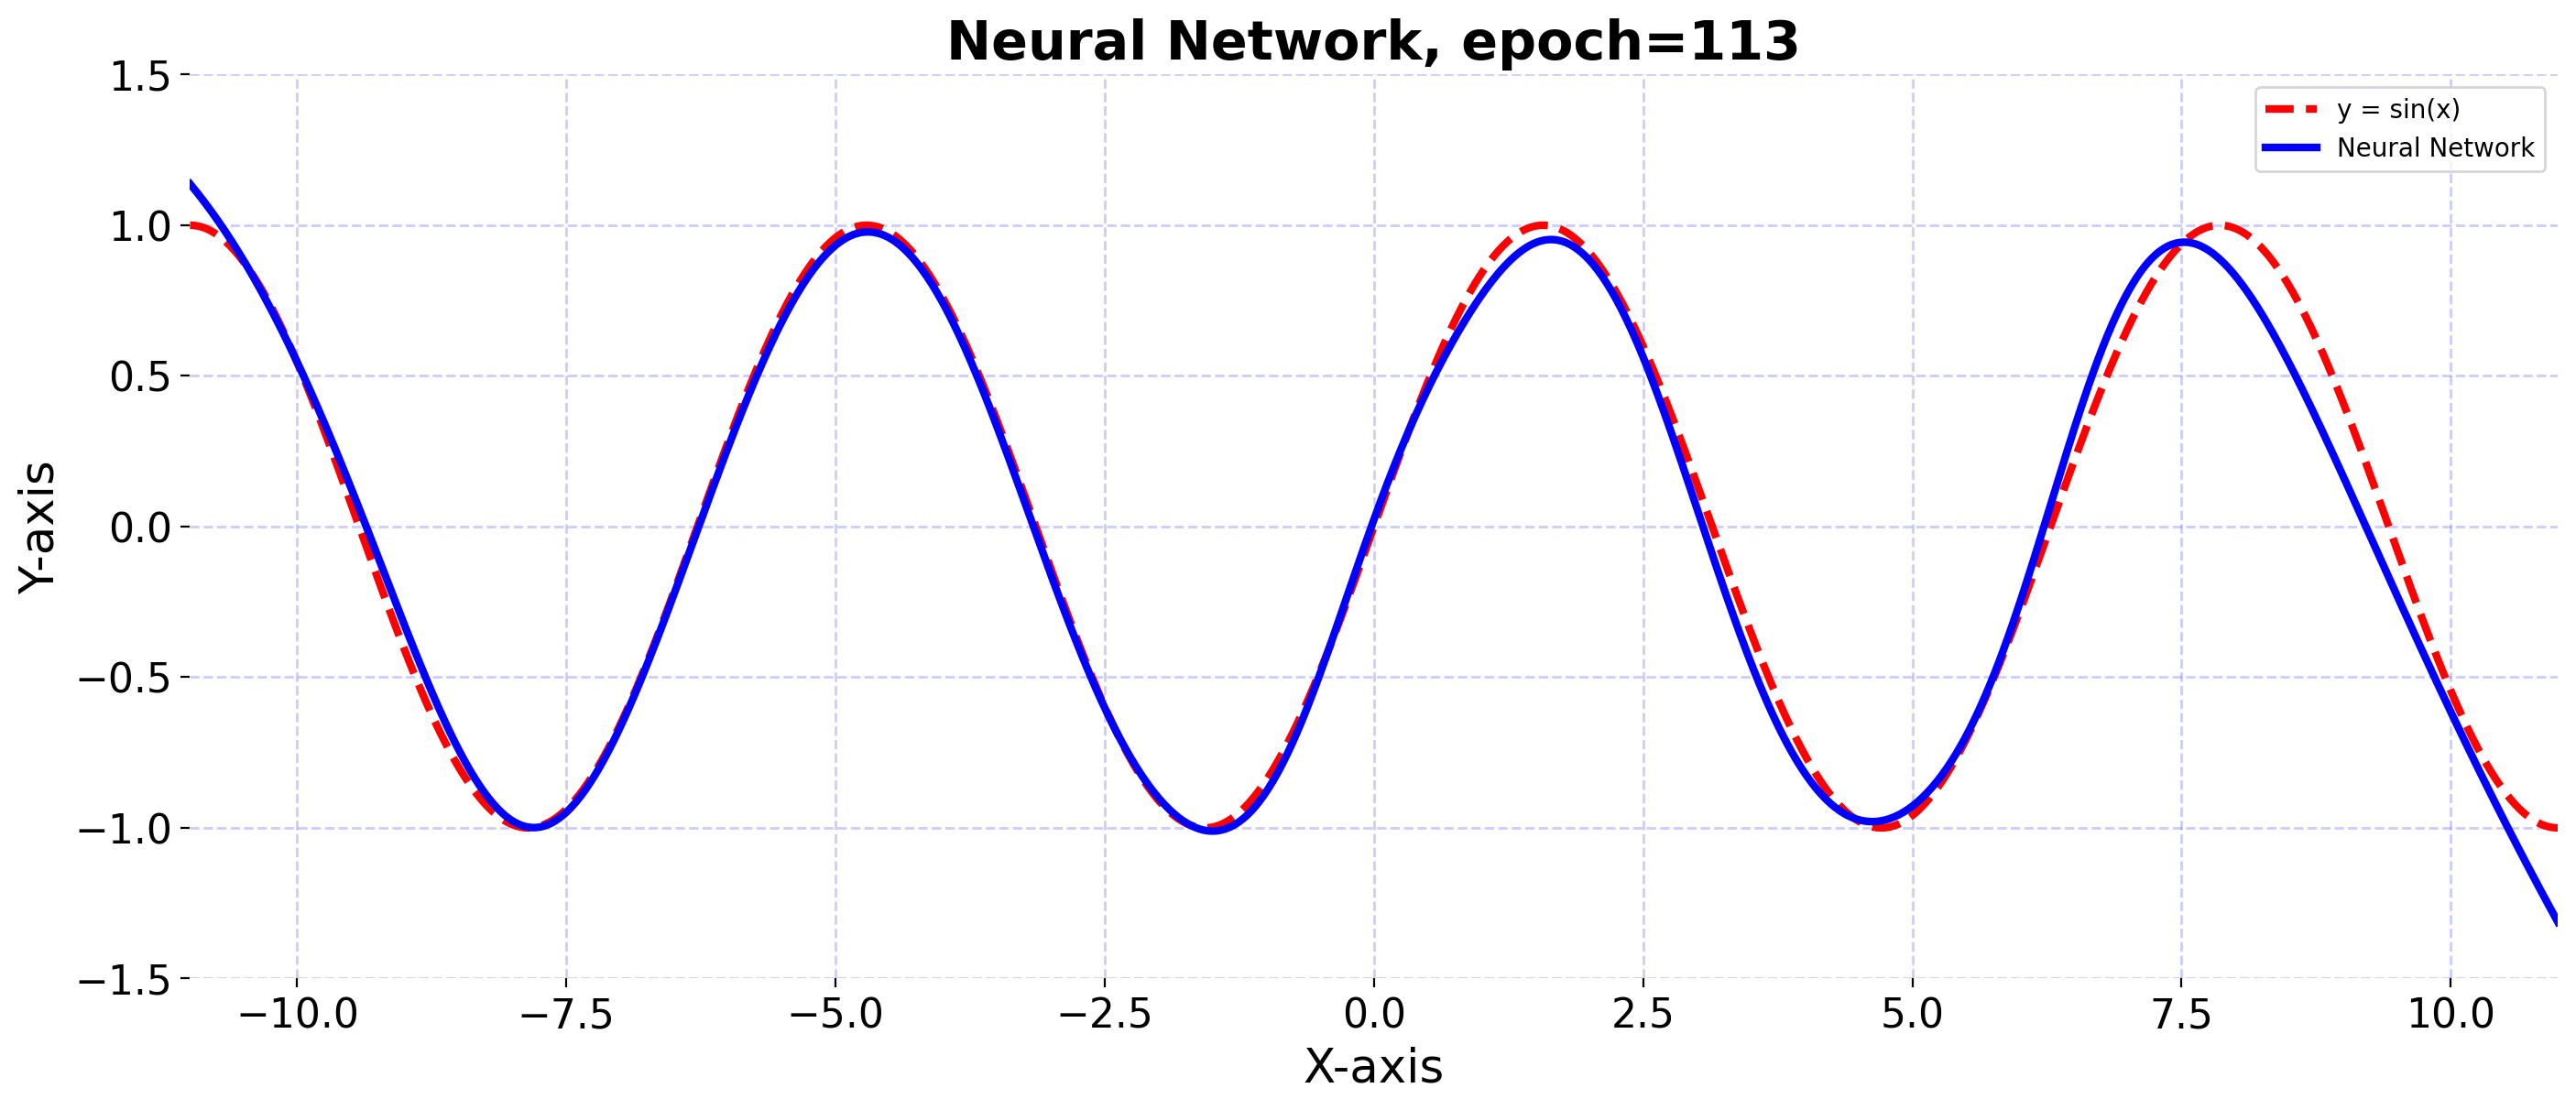 Neural Network, epoch=113
y = sin(x)
Neural Network
Y-axis
1.5
1.0
0.5
0.0
−0.5
−1.0
−1.5
−10.0 −7.5 −5.0 −2.5 0.0 2.5 5.0 7.5 10.0
X-axis